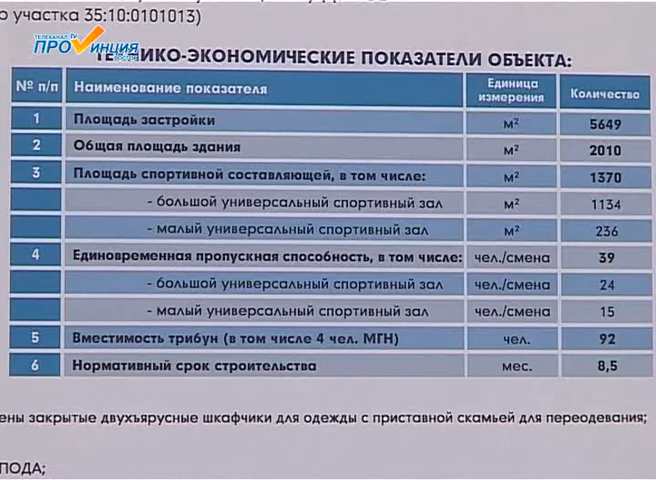 о участка 35:10:0101013)
ТЕЛЕКАНАЛ TV
ПРОВИНЦИЯ
ТЕХНИКО-ЭКОНОМИЧЕСКИЕ ПОКАЗАТЕЛИ ОБЪЕКТА:
№ п/п Наименование показателя Единица измерения Количество
1 Площадь застройки м² 5649
2 Общая площадь здания м² 2010
3 Площадь спортивной составляющей, в том числе: м² 1370
- большой универсальный спортивный зал м² 1134
- малый универсальный спортивный зал м² 236
4 Единовременная пропускная способность, в том числе: чел./смена 39
- большой универсальный спортивный зал чел./смена 24
- малый универсальный спортивный зал чел./смена 15
5 Вместимость трибун (в том числе 4 чел. МГН) чел. 92
6 Нормативный срок строительства мес. 8,5
ены закрытые двухъярусные шкафчики для одежды с приставной скамьей для переодевания;
ПОДА;